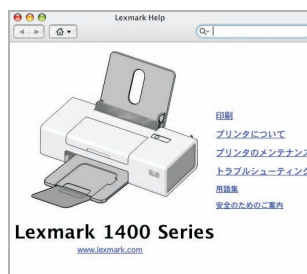 Lexmark Help
印刷
プリンタについて
プリンタのメンテナンス
トラブルシューティング
用語集
安全のためのご案内
Lexmark 1400 Series
www.lexmark.com